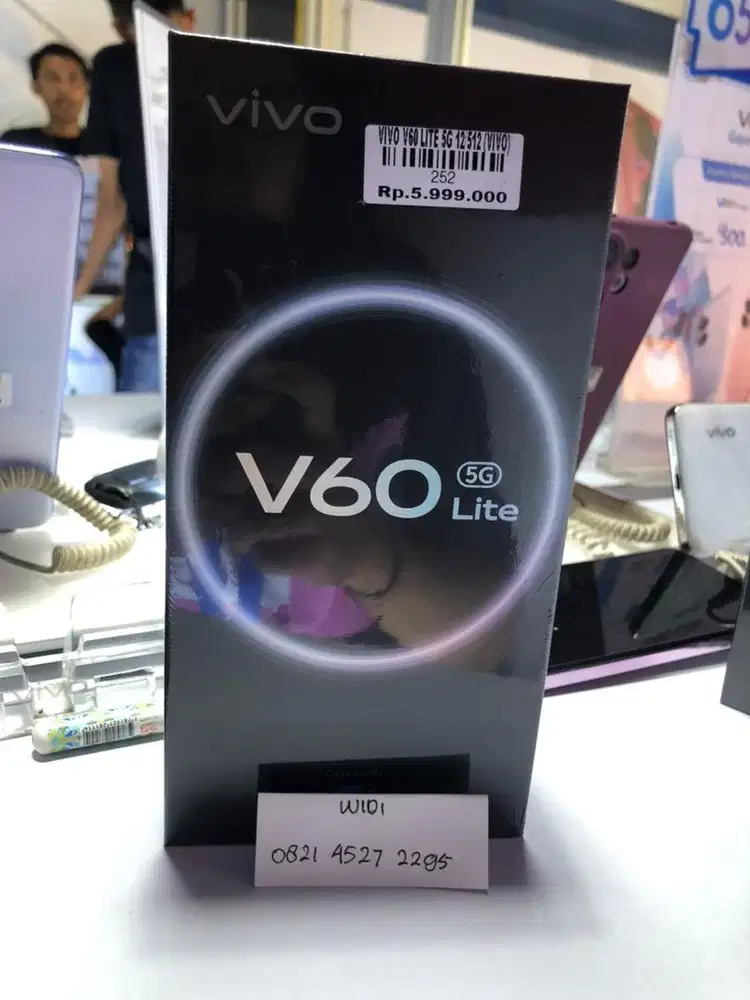 vivo
VIVO V60 LITE 5G 12.512 (VIVO)
252
Rp.5.999.000
V60 5G
Lite
WIDI
0821 4527 2295
vivo